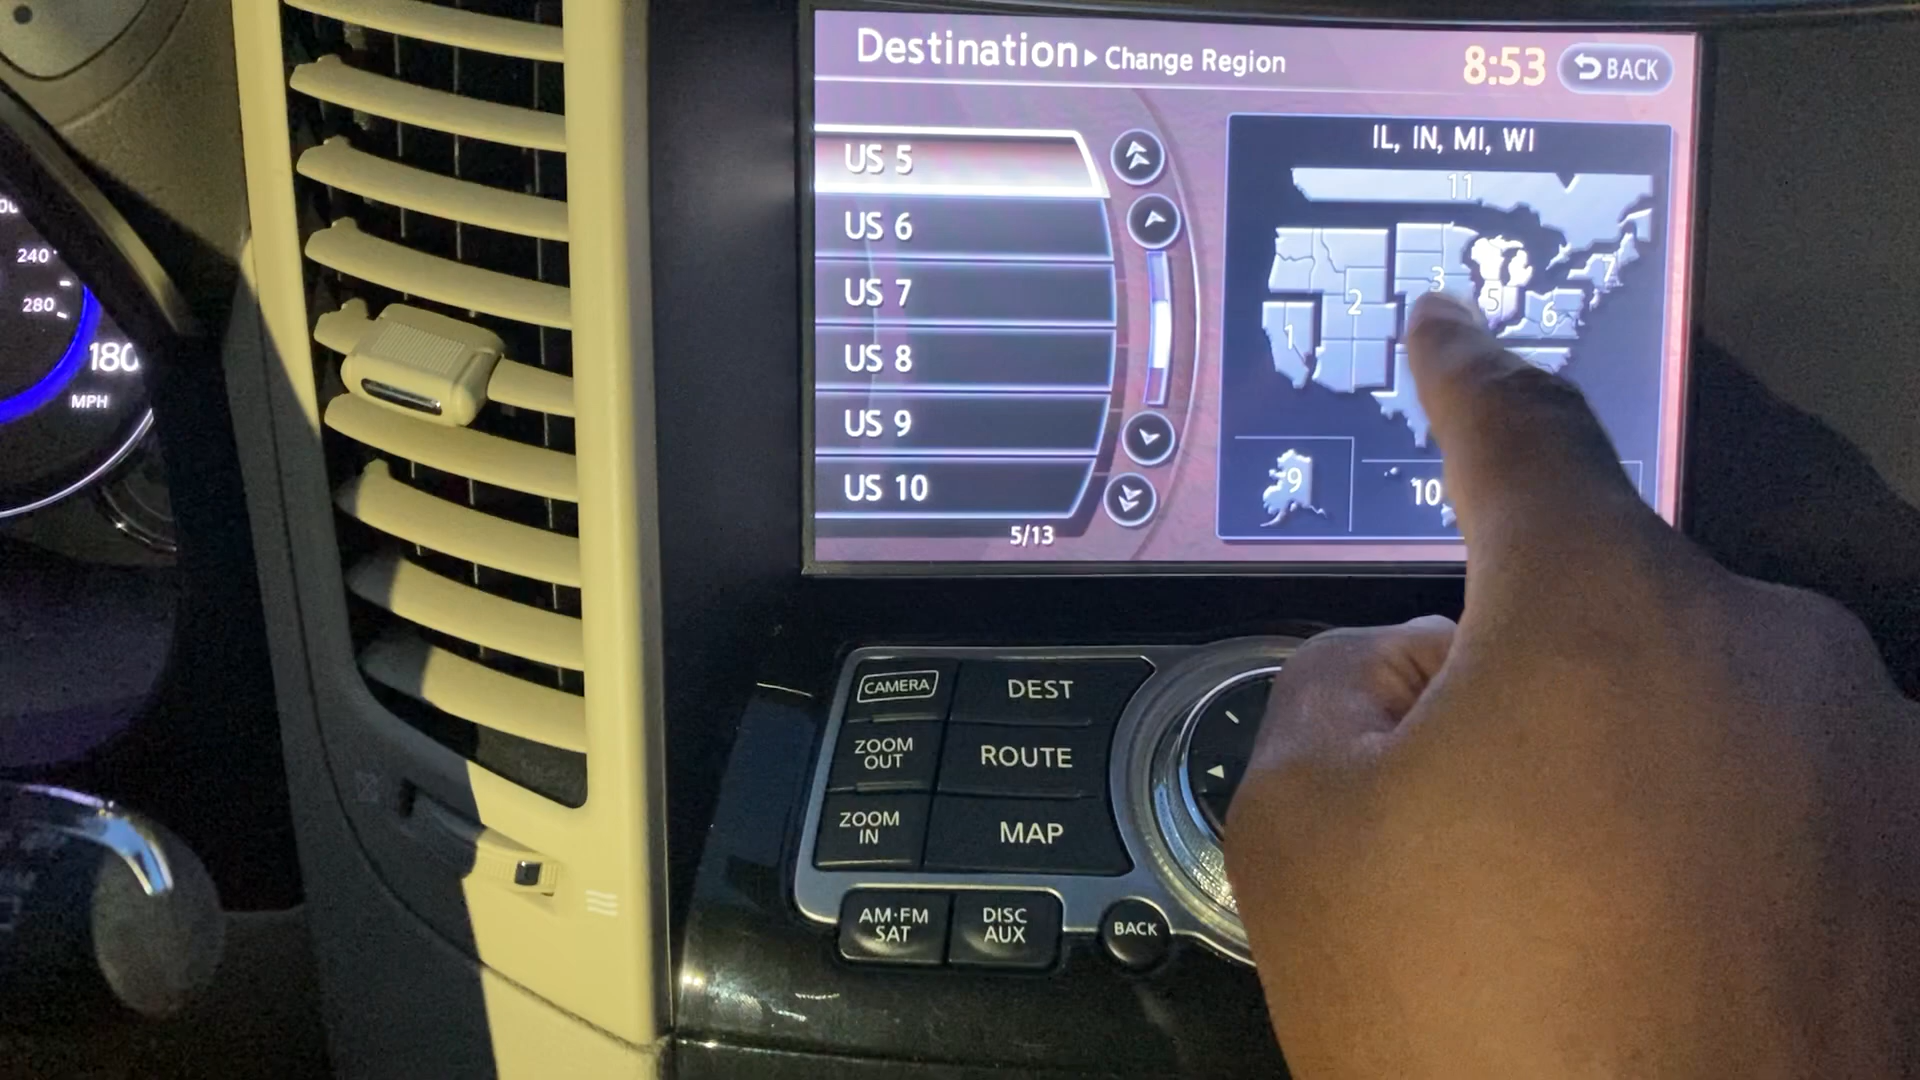 Destination ▸ Change Region
8:53
BACK
US 5
US 6
US 7
US 8
US 9
US 10
5/13
IL, IN, MI, WI
11
3
7
2
5
6
1
9
10
240
280
180
MPH
CAMERA
DEST
ZOOM
OUT
ROUTE
ZOOM
IN
MAP
AM·FM
SAT
DISC
AUX
BACK